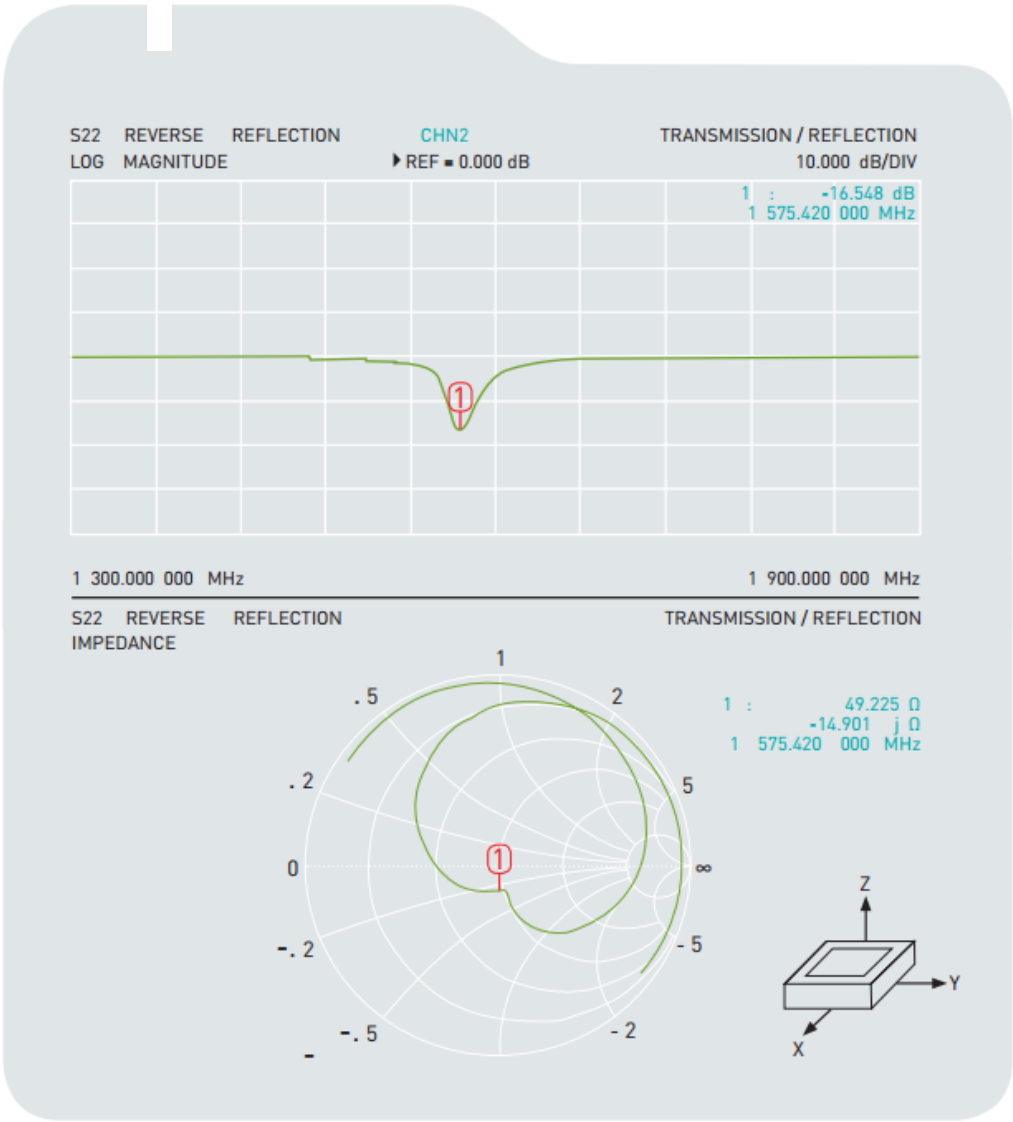 S22 REVERSE REFLECTION CHN2 TRANSMISSION / REFLECTION
LOG MAGNITUDE REF = 0.000 dB 10.000 dB/DIV
1 : -16.548 dB
1 575.420 000 MHz
1
1 300.000 000 MHz 1 900.000 000 MHz
S22 REVERSE REFLECTION TRANSMISSION / REFLECTION
IMPEDANCE
1
.5 2
1 : 49.225 Ω
-14.901 j Ω
1 575.420 000 MHz
.2 5
1
0 ∞
Z
-.2 - 5
Y
-.5 - 2
X
-